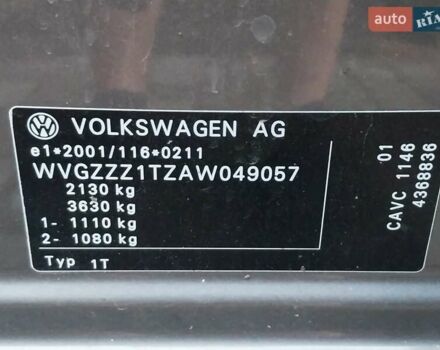 auto RIA
VOLKSWAGEN AG
e1*2001/116*0211
WVGZZZ1TZAW049057
2130 kg
3630 kg
1- 1110 kg
2- 1080 kg
Typ 1T
01
CAVC 1146
4368836